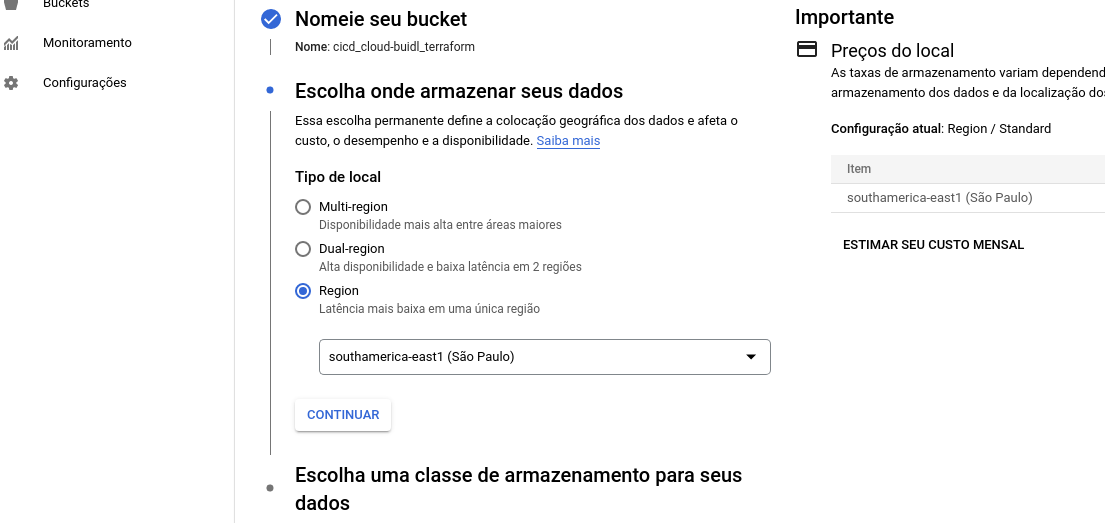 Buckets
Monitoramento
Configurações
Nomeie seu bucket
Nome: cicd_cloud-buidl_terraform
Escolha onde armazenar seus dados
Essa escolha permanente define a colocação geográfica dos dados e afeta o
custo, o desempenho e a disponibilidade. Saiba mais
Tipo de local
Multi-region
Disponibilidade mais alta entre áreas maiores
Dual-region
Alta disponibilidade e baixa latência em 2 regiões
Region
Latência mais baixa em uma única região
southamerica-east1 (São Paulo)
CONTINUAR
Escolha uma classe de armazenamento para seus
dados
Importante
Preços do local
As taxas de armazenamento variam dependend
armazenamento dos dados e da localização dos
Configuração atual: Region / Standard
Item
southamerica-east1 (São Paulo)
ESTIMAR SEU CUSTO MENSAL